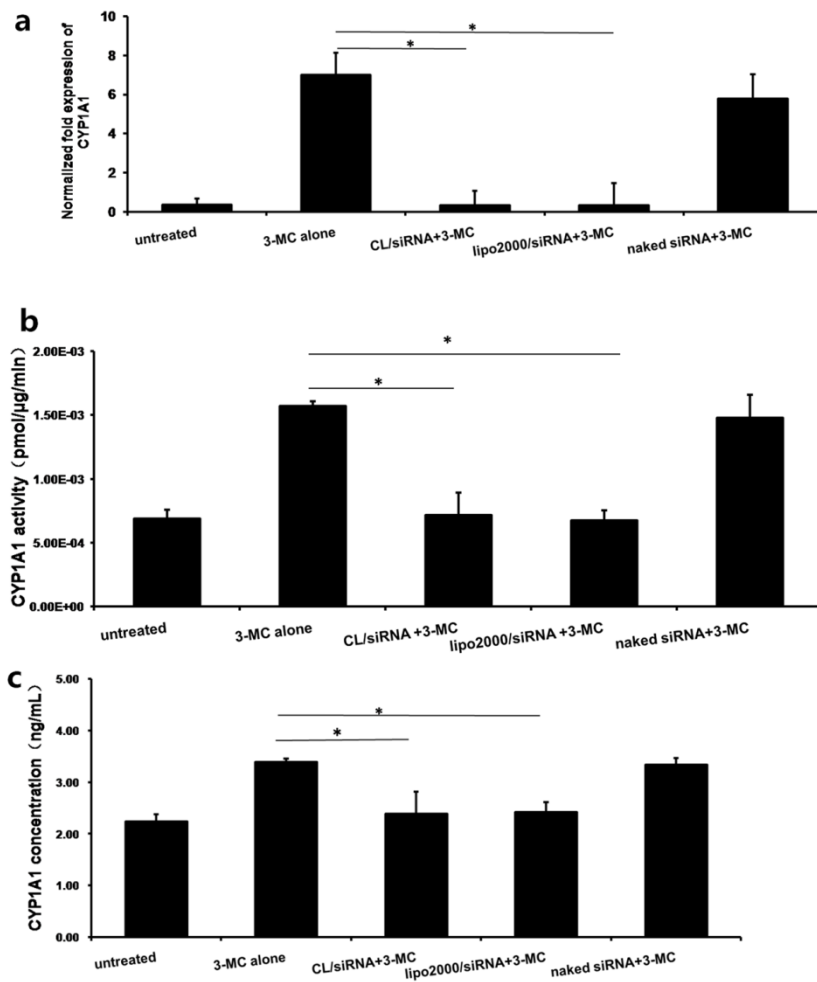 a
Normalized fold expression of
CYP1A1
10
8
6
4
2
0
*
*
untreated
3-MC alone
CL/siRNA+3-MC
lipo2000/siRNA+3-MC
naked siRNA+3-MC
b
CYP1A1 activity（pmol/μg/min）
2.00E-03
1.50E-03
1.00E-03
5.00E-04
0.00E+00
*
*
untreated
3-MC alone
CL/siRNA +3-MC
lipo2000/siRNA +3-MC
naked siRNA+3-MC
c
CYP1A1 concentration（ng/mL）
5.00
4.00
3.00
2.00
1.00
0.00
*
*
untreated
3-MC alone
CL/siRNA+3-MC
lipo2000/siRNA+3-MC
naked siRNA+3-MC